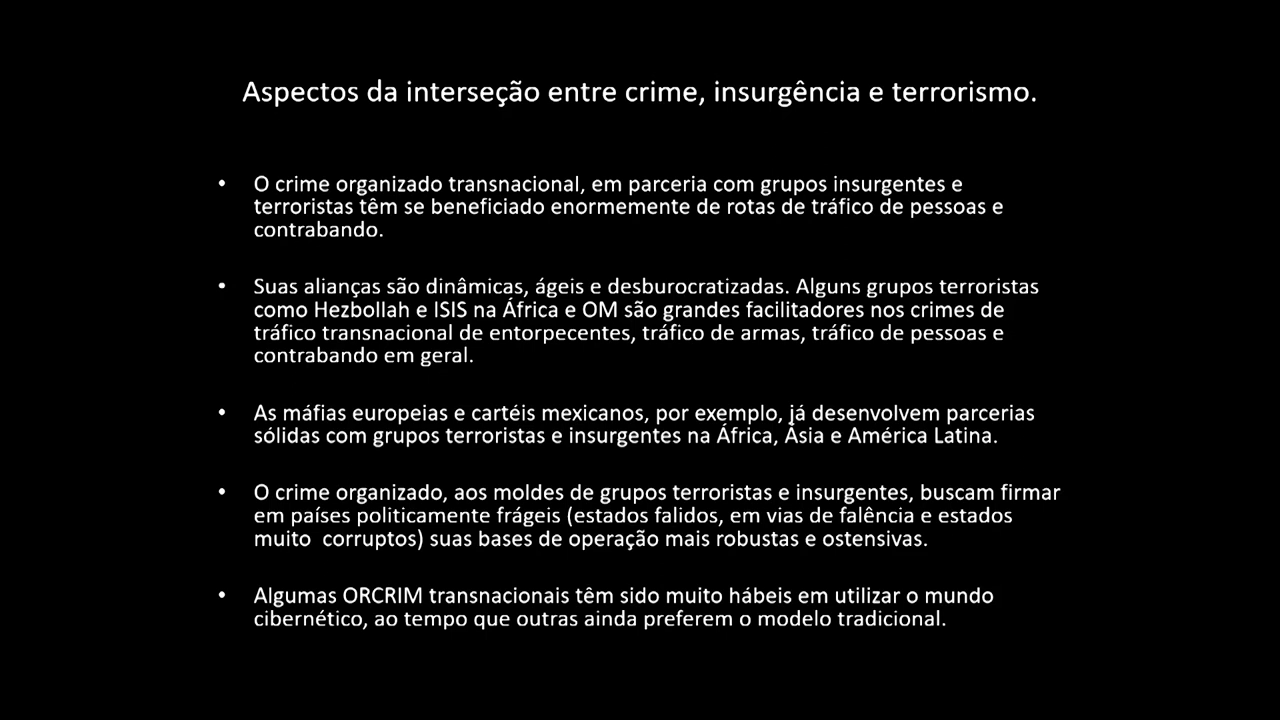 Aspectos da interseção entre crime, insurgência e terrorismo.
• O crime organizado transnacional, em parceria com grupos insurgentes e
terroristas têm se beneficiado enormemente de rotas de tráfico de pessoas e
contrabando.
• Suas alianças são dinâmicas, ágeis e desburocratizadas. Alguns grupos terroristas
como Hezbollah e ISIS na África e OM são grandes facilitadores nos crimes de
tráfico transnacional de entorpecentes, tráfico de armas, tráfico de pessoas e
contrabando em geral.
• As máfias europeias e cartéis mexicanos, por exemplo, já desenvolvem parcerias
sólidas com grupos terroristas e insurgentes na África, Ásia e América Latina.
• O crime organizado, aos moldes de grupos terroristas e insurgentes, buscam firmar
em países politicamente frágeis (estados falidos, em vias de falência e estados
muito  corruptos) suas bases de operação mais robustas e ostensivas.
• Algumas ORCRIM transnacionais têm sido muito hábeis em utilizar o mundo
cibernético, ao tempo que outras ainda preferem o modelo tradicional.